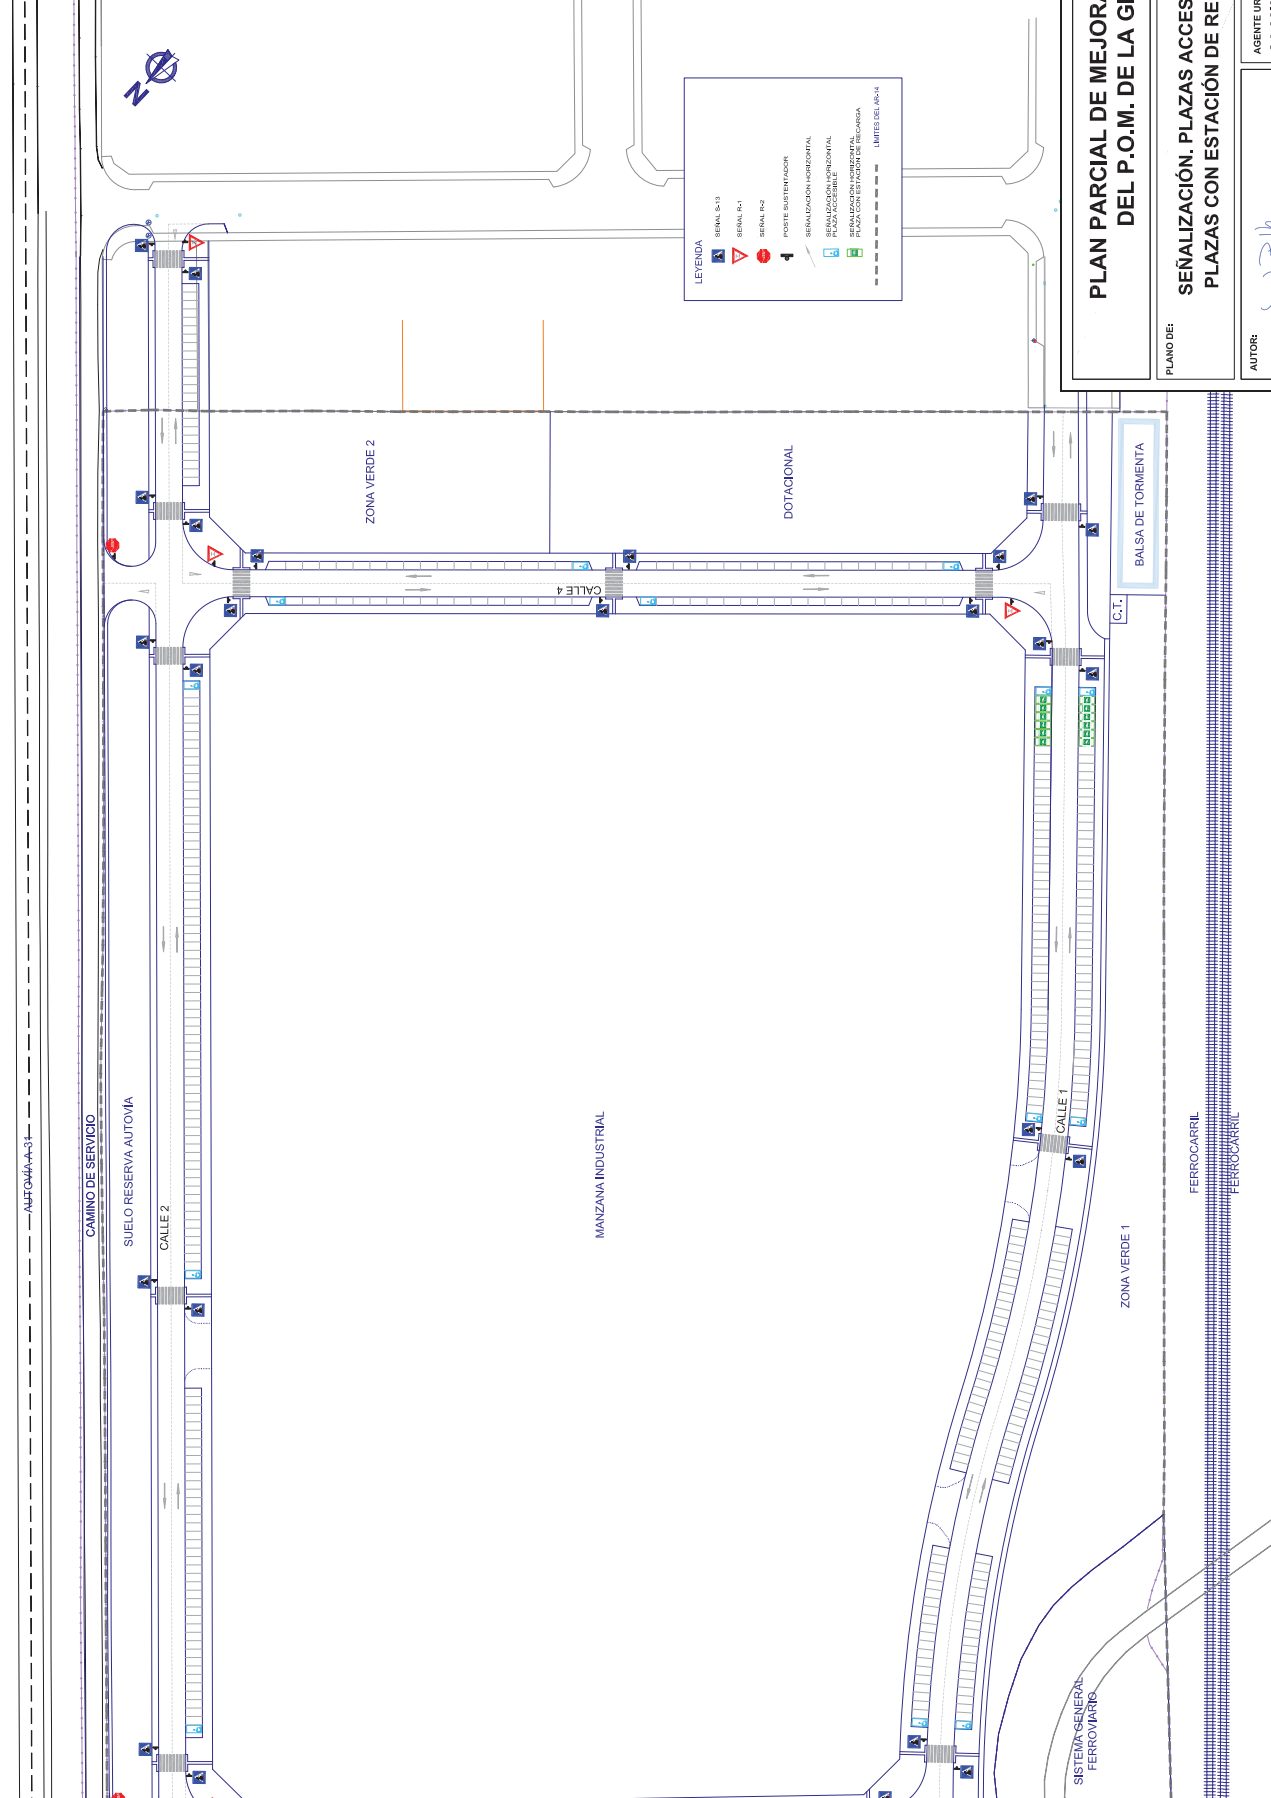 PLAN PARCIAL DE MEJORA
DEL P.O.M. DE LA
PLANO DE:
SEÑALIZACIÓN. PLAZAS
PLAZAS CON ESTACIÓN DE
AUTOR:
AGENTE
N
LEYENDA
SEÑAL S-13
SEÑAL R-1
SEÑAL R-2
POSTE SUSTENTADOR
SEÑALIZACIÓN HORIZONTAL
SEÑALIZACIÓN HORIZONTAL
PLAZA ACCESIBLE
SEÑALIZACIÓN HORIZONTAL
PLAZA CON ESTACIÓN DE RECARGA
LÍMITES DEL AR-14
AUTOVÍA A-31
CAMINO DE SERVICIO
SUELO RESERVA AUTOVÍA
CALLE 2
ZONA VERDE 2
DOTACIONAL
CALLE 4
BALSA DE TORMENTA
C.T.
MANZANA INDUSTRIAL
CALLE 1
ZONA VERDE 1
FERROCARRIL
FERROCARRIL
SISTEMA GENERAL
FERROVIARIO